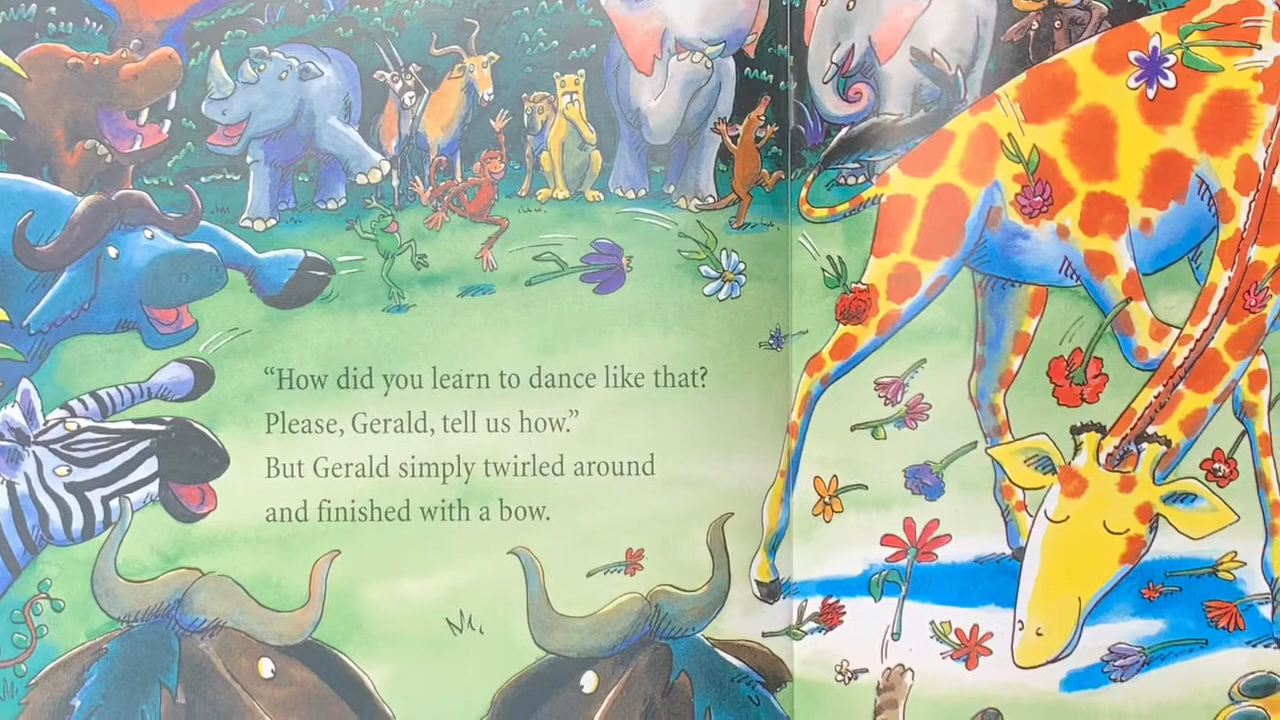 “How did you learn to dance like that?
Please, Gerald, tell us how.”
But Gerald simply twirled around
and finished with a bow.